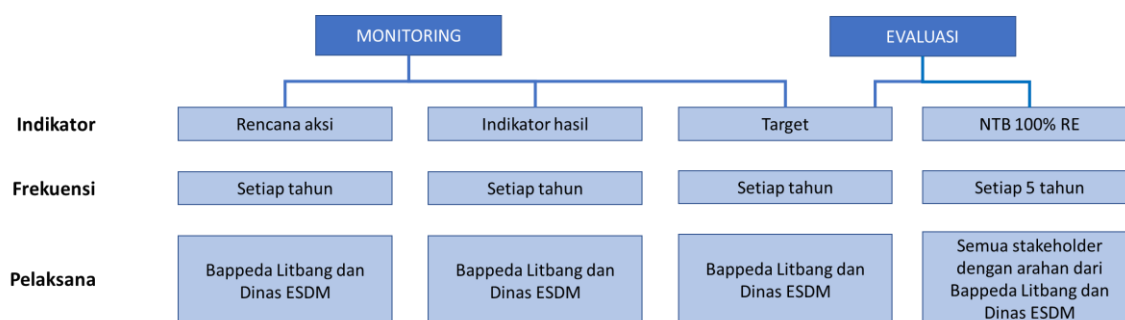 MONITORING
EVALUASI
Indikator
Rencana aksi
Indikator hasil
Target
NTB 100% RE
Frekuensi
Setiap tahun
Setiap tahun
Setiap tahun
Setiap 5 tahun
Pelaksana
Bappeda Litbang dan
Dinas ESDM
Bappeda Litbang dan
Dinas ESDM
Bappeda Litbang dan
Dinas ESDM
Semua stakeholder
dengan arahan dari
Bappeda Litbang dan
Dinas ESDM